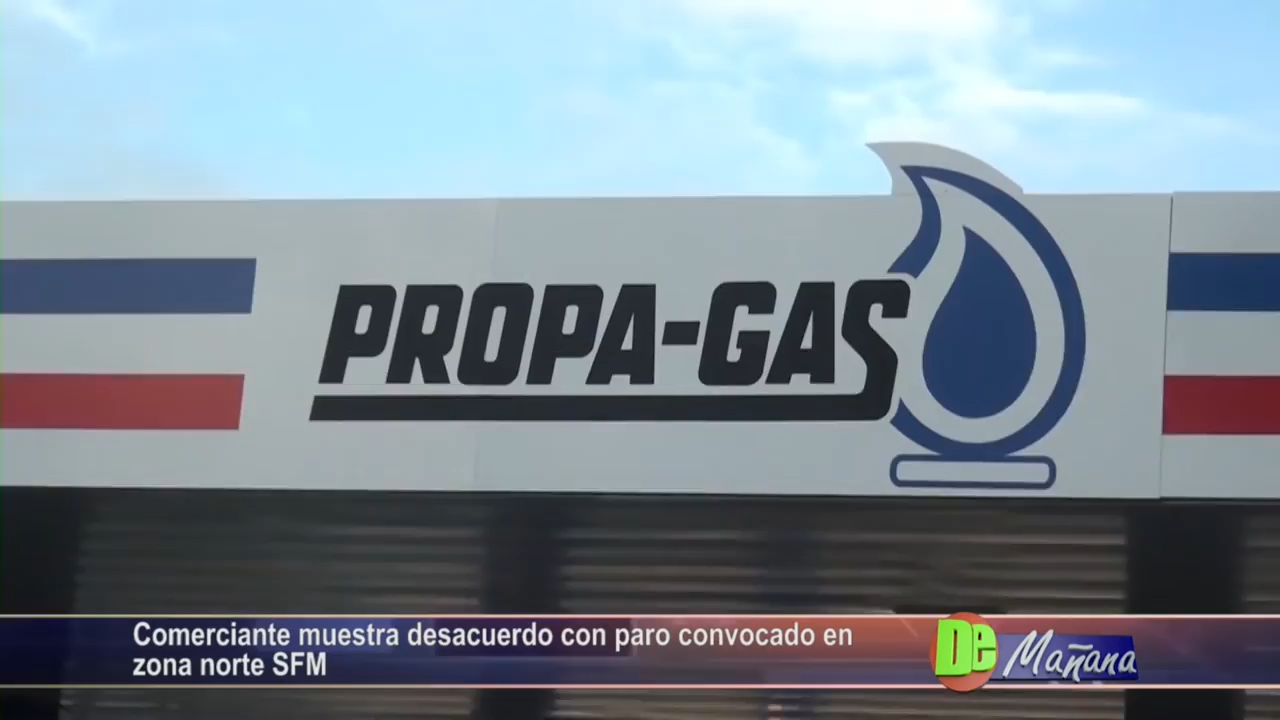 PROPA-GAS
Comerciante muestra desacuerdo con paro convocado en
zona norte SFM
De Mañana